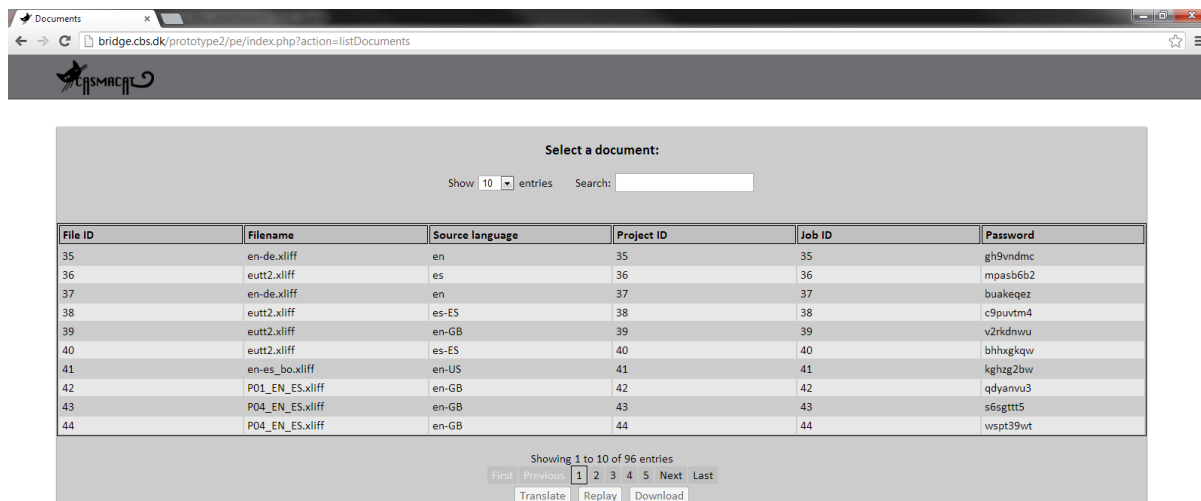 Documents
bridge.cbs.dk/prototype2/pe/index.php?action=listDocuments
CASMACAT
Select a document:
Show 10 entries Search:
File ID Filename Source language Project ID Job ID Password
35 en-de.xliff en 35 35 gh9vndmc
36 eutt2.xliff es 36 36 mpasb6b2
37 en-de.xliff en 37 37 buakeqez
38 eutt2.xliff es-ES 38 38 c9puvtm4
39 eutt2.xliff en-GB 39 39 v2rkdnwu
40 eutt2.xliff es-ES 40 40 bhhxgkqw
41 en-es_bo.xliff en-US 41 41 kghzg2bw
42 P01_EN_ES.xliff en-GB 42 42 qdyanvu3
43 P04_EN_ES.xliff en-GB 43 43 s6sgttt5
44 P04_EN_ES.xliff en-GB 44 44 wspt39wt
Showing 1 to 10 of 96 entries
First Previous 1 2 3 4 5 Next Last
Translate Replay Download